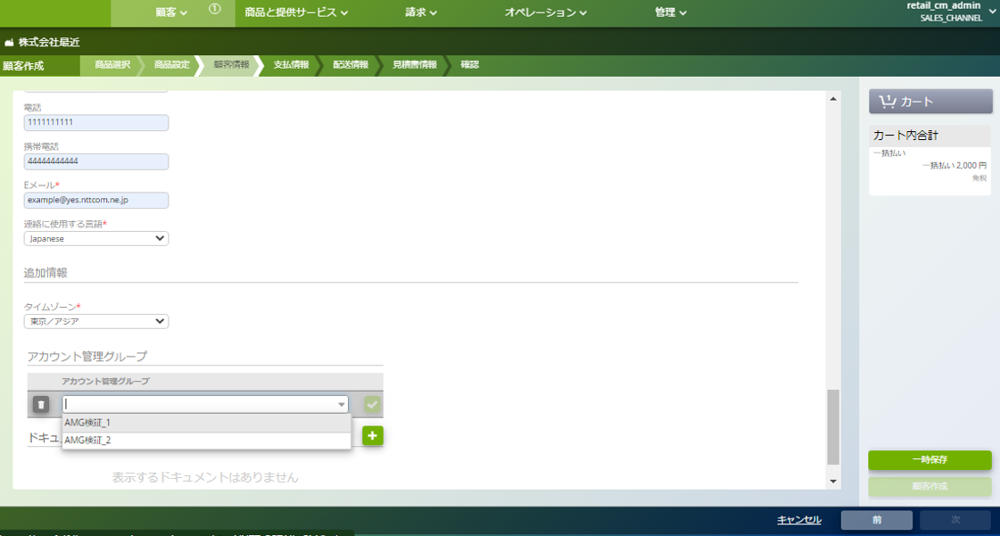 顧客
1
商品と提供サービス
請求
オペレーション
管理
retail_cm_admin
SALES_CHANNEL
株式会社最近
顧客作成
商品選択
商品設定
顧客情報
支払情報
配送情報
見積書情報
確認
電話
1111111111
携帯電話
44444444444
Eメール*
example@yes.nttcom.ne.jp
連絡に使用する言語*
Japanese
追加情報
タイムゾーン*
東京／アジア
アカウント管理グループ
アカウント管理グループ
AMG検証_1
AMG検証_2
ドキュ
表示するドキュメントはありません
カート
カート内合計
一括払い
一括払い 2,000 円
免税
一時保存
顧客作成
キャンセル
前
次